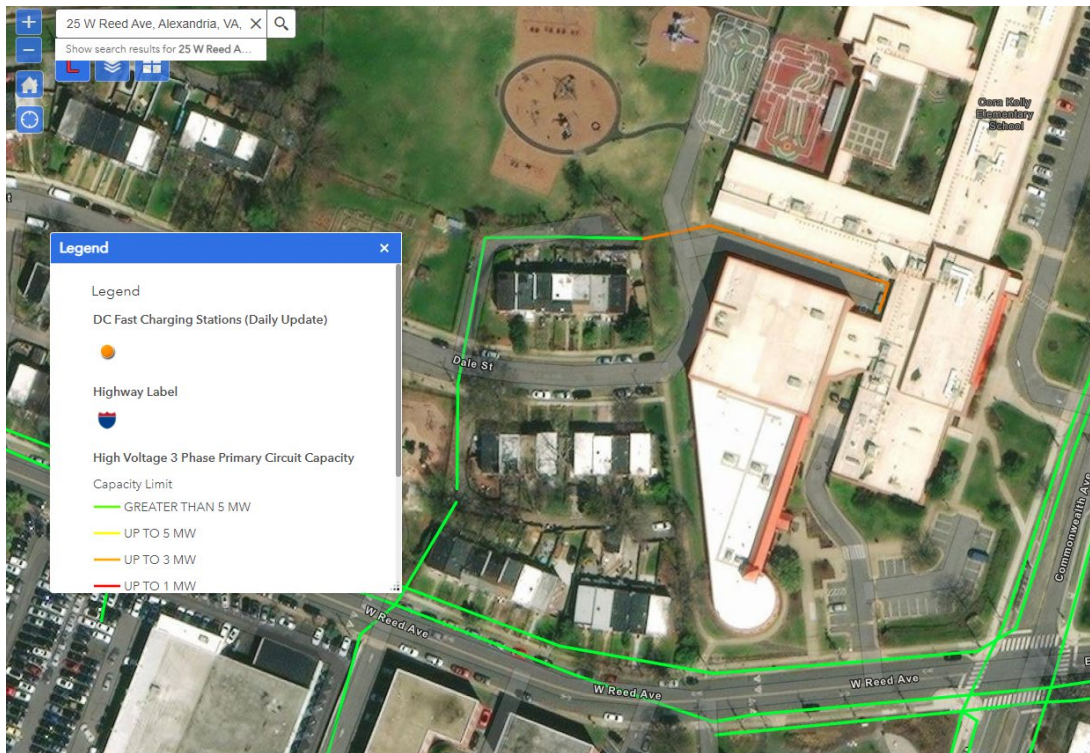 25 W Reed Ave, Alexandria, VA,
Show search results for 25 W Reed A...
Cora Kelly
Elementary
School
Legend
Legend
DC Fast Charging Stations (Daily Update)
Highway Label
High Voltage 3 Phase Primary Circuit Capacity
Capacity Limit
GREATER THAN 5 MW
UP TO 5 MW
UP TO 3 MW
UP TO 1 MW
Dale St
Commonwealth Ave
W Reed Ave
W Reed Ave
W Reed Ave
E